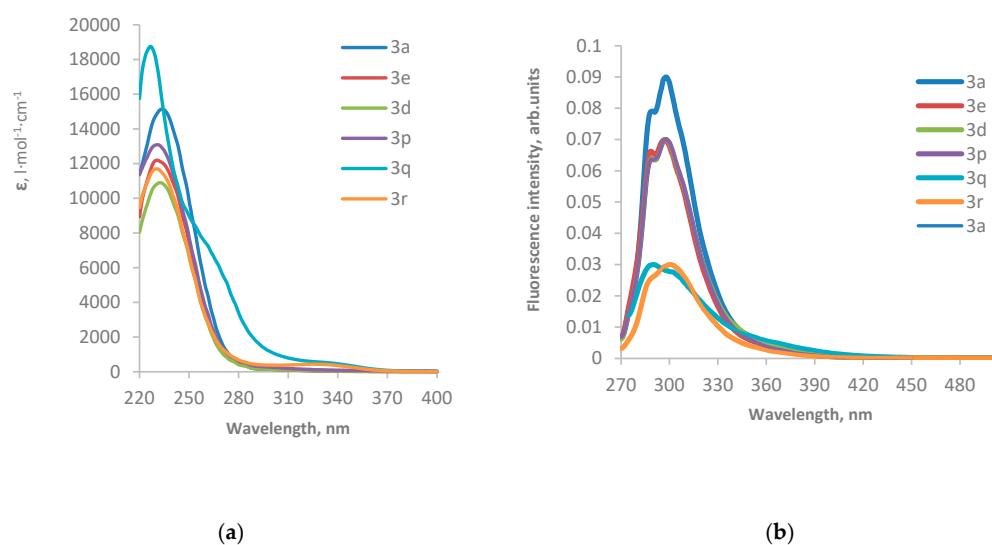 20000
18000
16000
14000
12000
10000
8000
6000
4000
2000
0
ε, l·mol⁻¹·cm⁻¹
220 250 280 310 340 370 400
Wavelength, nm
3a
3e
3d
3p
3q
3r
(a)
0.1
0.09
0.08
0.07
0.06
0.05
0.04
0.03
0.02
0.01
0
Fluorescence intensity, arb.units
270 300 330 360 390 420 450 480
Wavelength, nm
3a
3e
3d
3p
3q
3r
3a
(b)